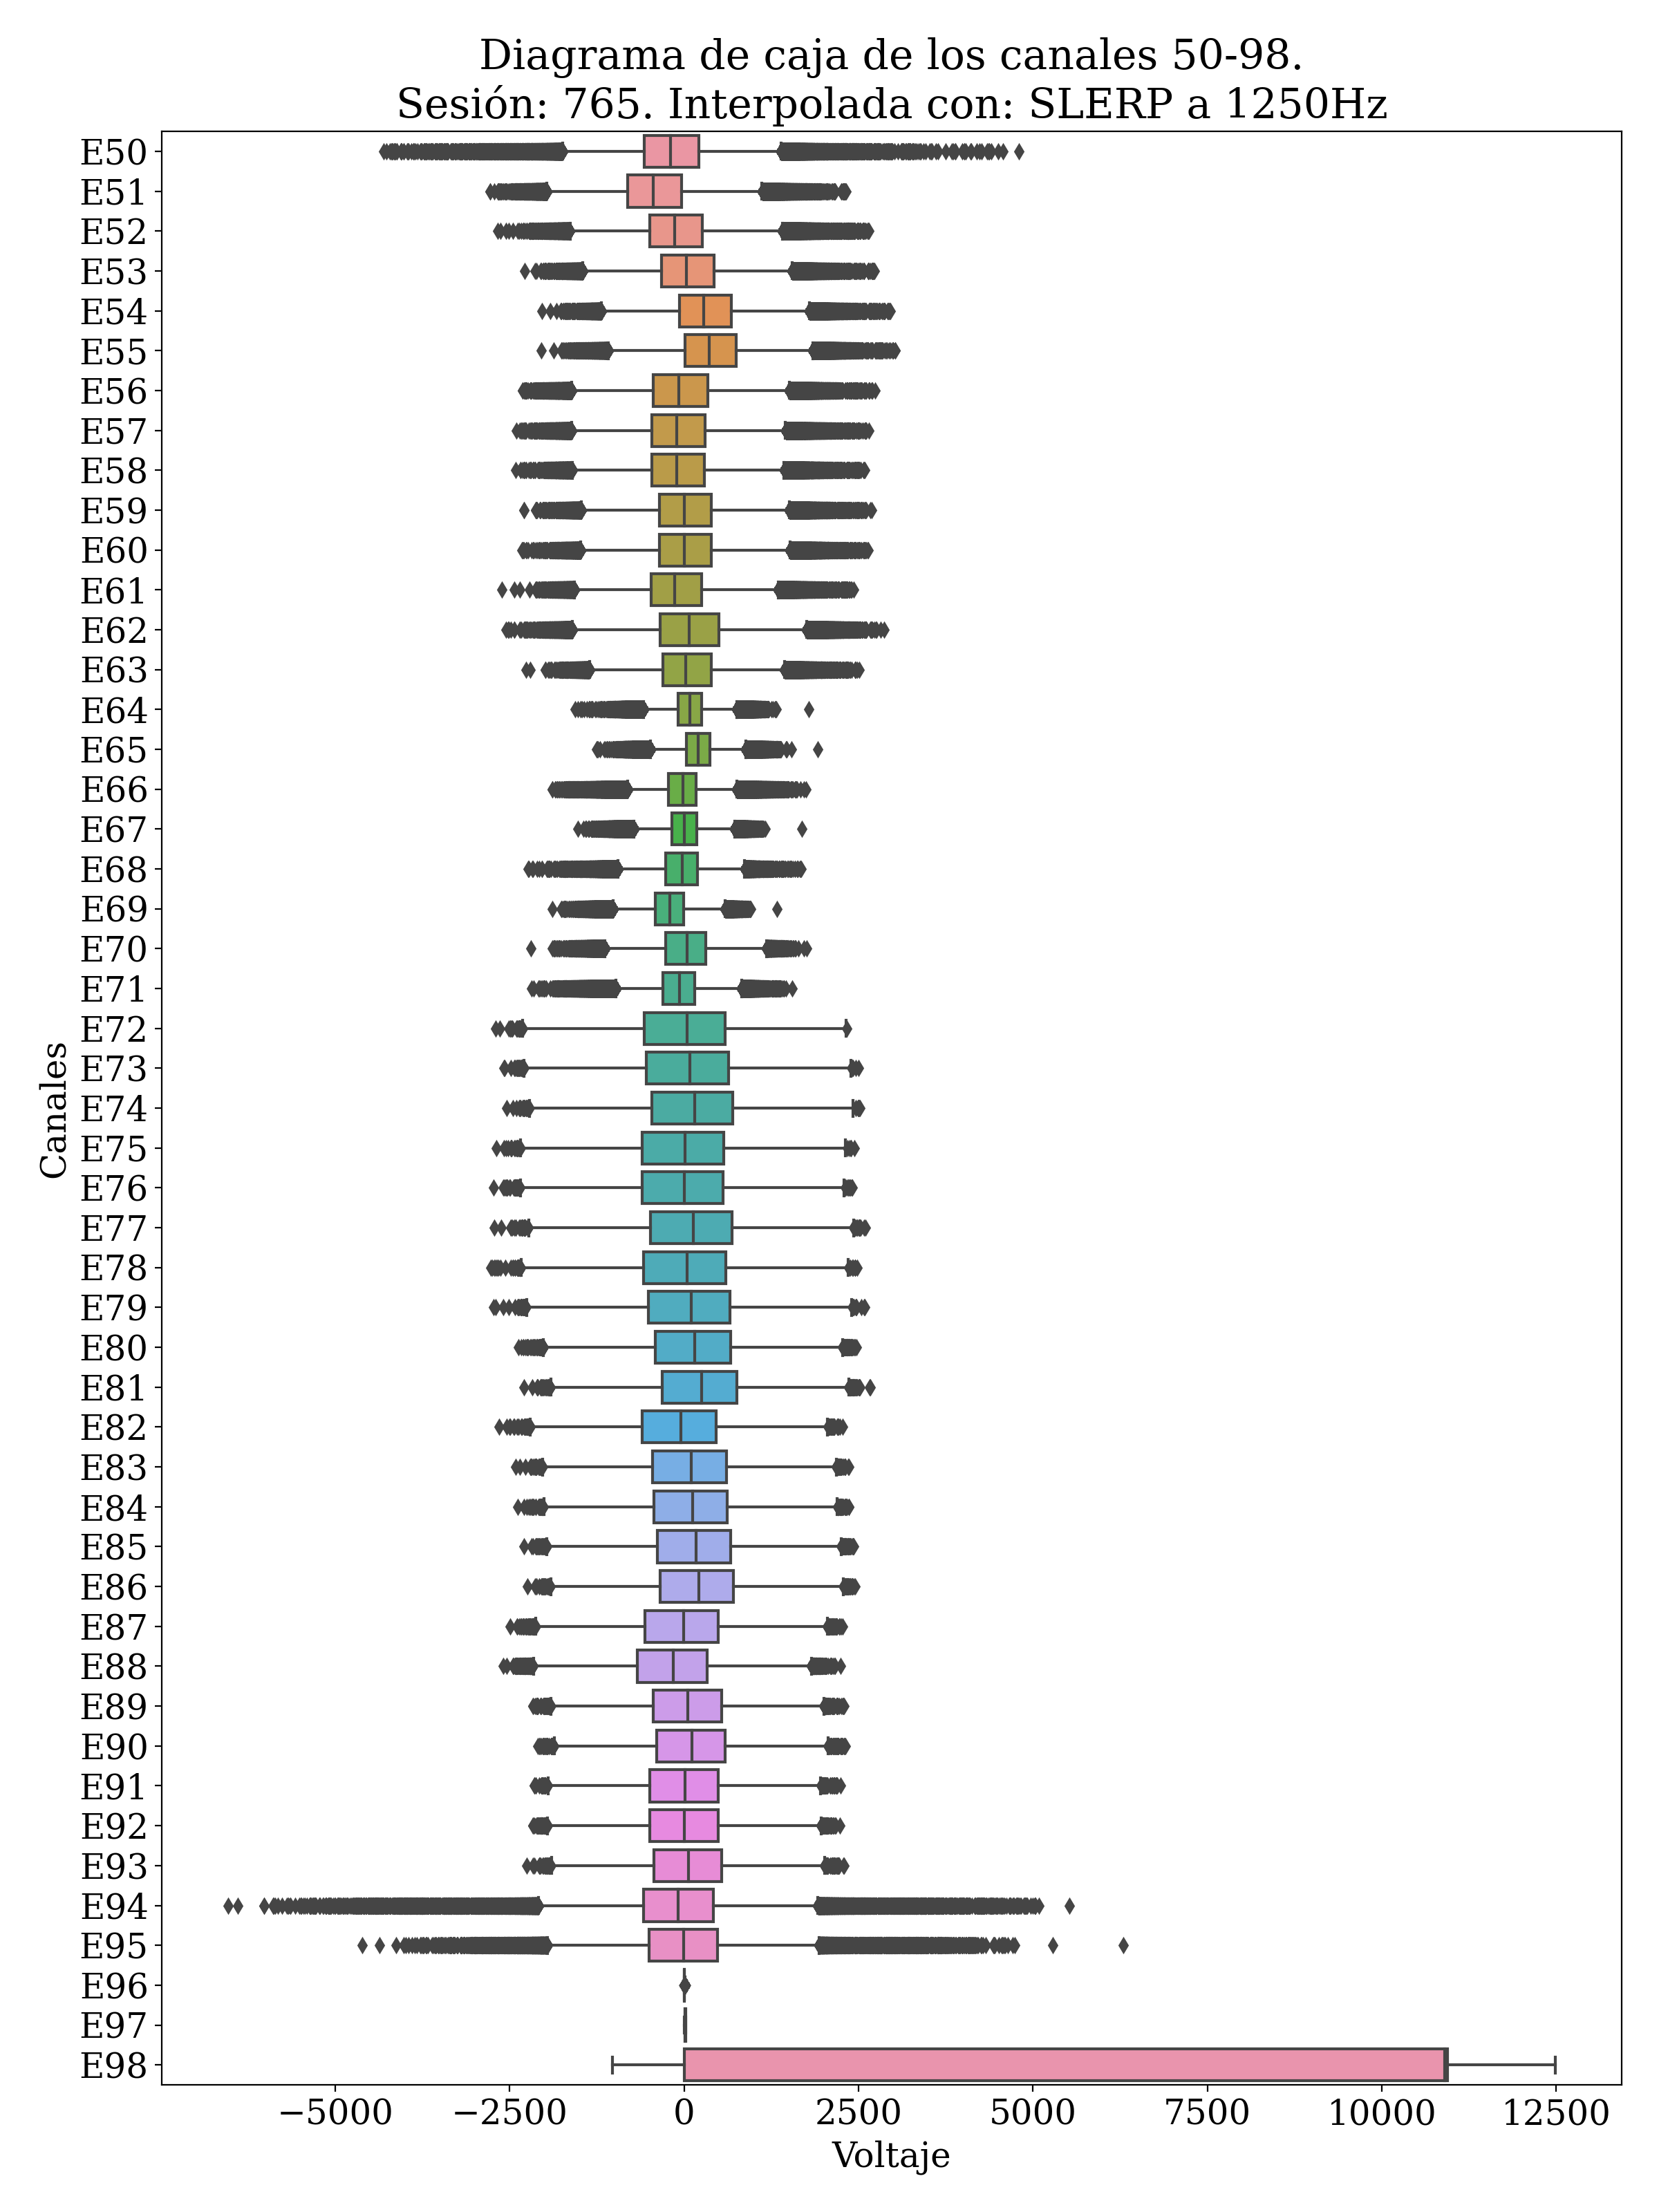 Diagrama de caja de los canales 50-98.
Sesión: 765. Interpolada con: SLERP a 1250Hz
Canales
E50
E51
E52
E53
E54
E55
E56
E57
E58
E59
E60
E61
E62
E63
E64
E65
E66
E67
E68
E69
E70
E71
E72
E73
E74
E75
E76
E77
E78
E79
E80
E81
E82
E83
E84
E85
E86
E87
E88
E89
E90
E91
E92
E93
E94
E95
E96
E97
E98
−5000 −2500 0 2500 5000 7500 10000 12500
Voltaje